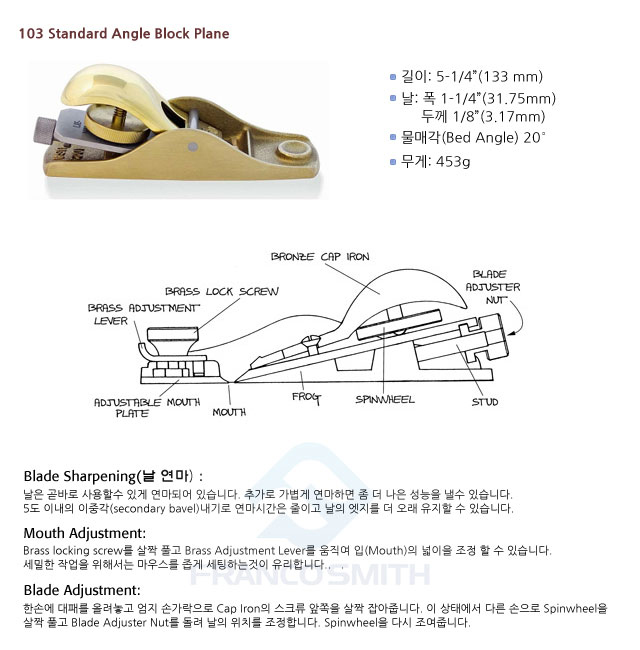 103 Standard Angle Block Plane
길이: 5-1/4”(133 mm)
날: 폭 1-1/4”(31.75mm)
두께 1/8”(3.17mm)
물매각(Bed Angle) 20˚
무게: 453g
BRONZE CAP IRON
BLADE
ADJUSTER
NUT
BRASS LOCK SCREW
BRASS ADJUSTMENT
LEVER
ADJUSTABLE MOUTH
PLATE
MOUTH
FROG
SPINWHEEL
STUD
Blade Sharpening(날 연마) :
날은 곧바로 사용할수 있게 연마되어 있습니다. 추가로 가볍게 연마하면 좀 더 나은 성능을 낼수 있습니다.
5도 이내의 이중각(secondary bavel)내기로 연마시간은 줄이고 날의 엣지를 더 오래 유지할 수 있습니다.
Mouth Adjustment:
Brass locking screw를 살짝 풀고 Brass Adjustment Lever를 움직여 입(Mouth)의 넓이을 조정 할 수 있습니다.
세밀한 작업을 위해서는 마우스를 좁게 세팅하는것이 유리합니다. .
FRANCO SMITH
Blade Adjustment:
한손에 대패를 올려놓고 엄지 손가락으로 Cap Iron의 스크류 앞쪽을 살짝 잡아줍니다. 이 상태에서 다른 손으로 Spinwheel을
살짝 풀고 Blade Adjuster Nut를 돌려 날의 위치를 조정합니다. Spinwheel을 다시 조여줍니다.